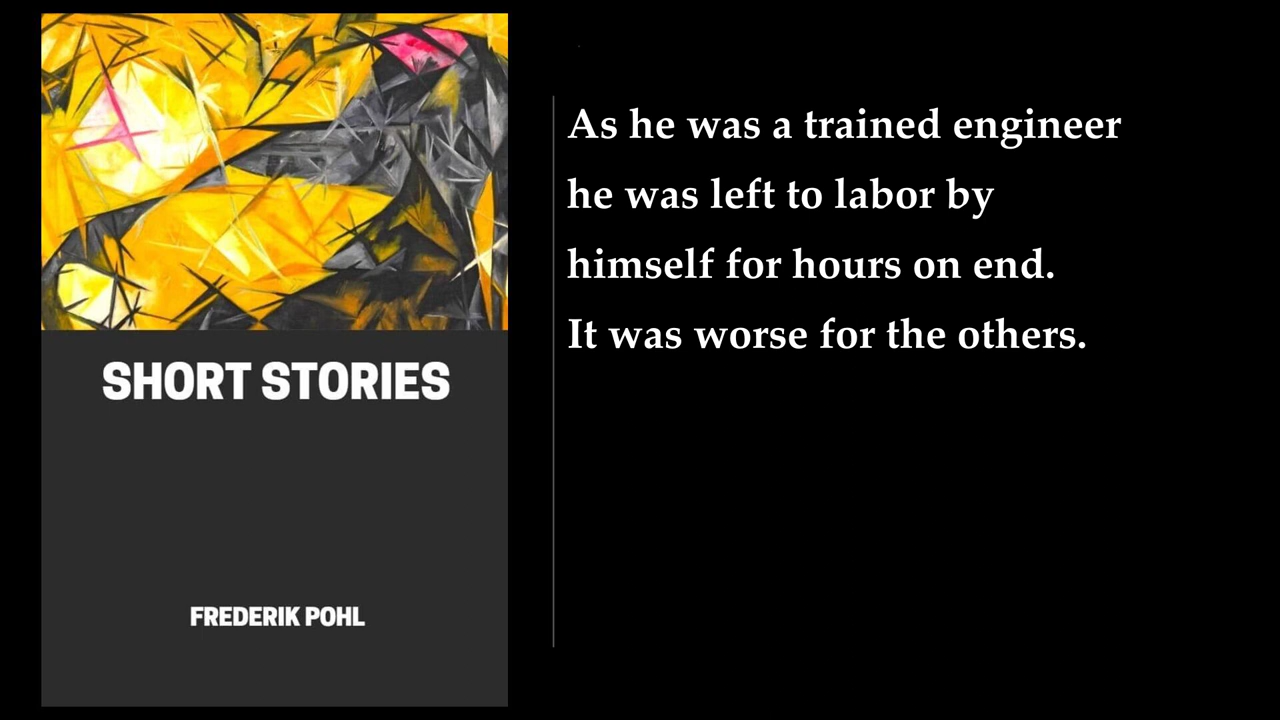 SHORT STORIES
FREDERIK POHL
As he was a trained engineer
he was left to labor by
himself for hours on end.
It was worse for the others.